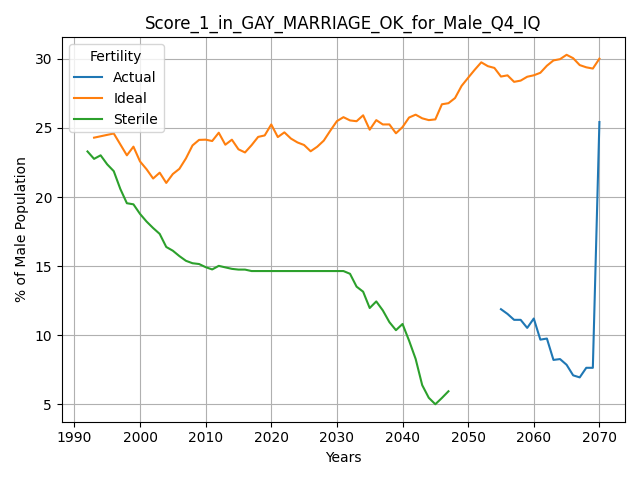 Score_1_in_GAY_MARRIAGE_OK_for_Male_Q4_IQ
Fertility
Actual
Ideal
Sterile
% of Male Population
30
25
20
15
10
5
1990 2000 2010 2020 2030 2040 2050 2060 2070
Years